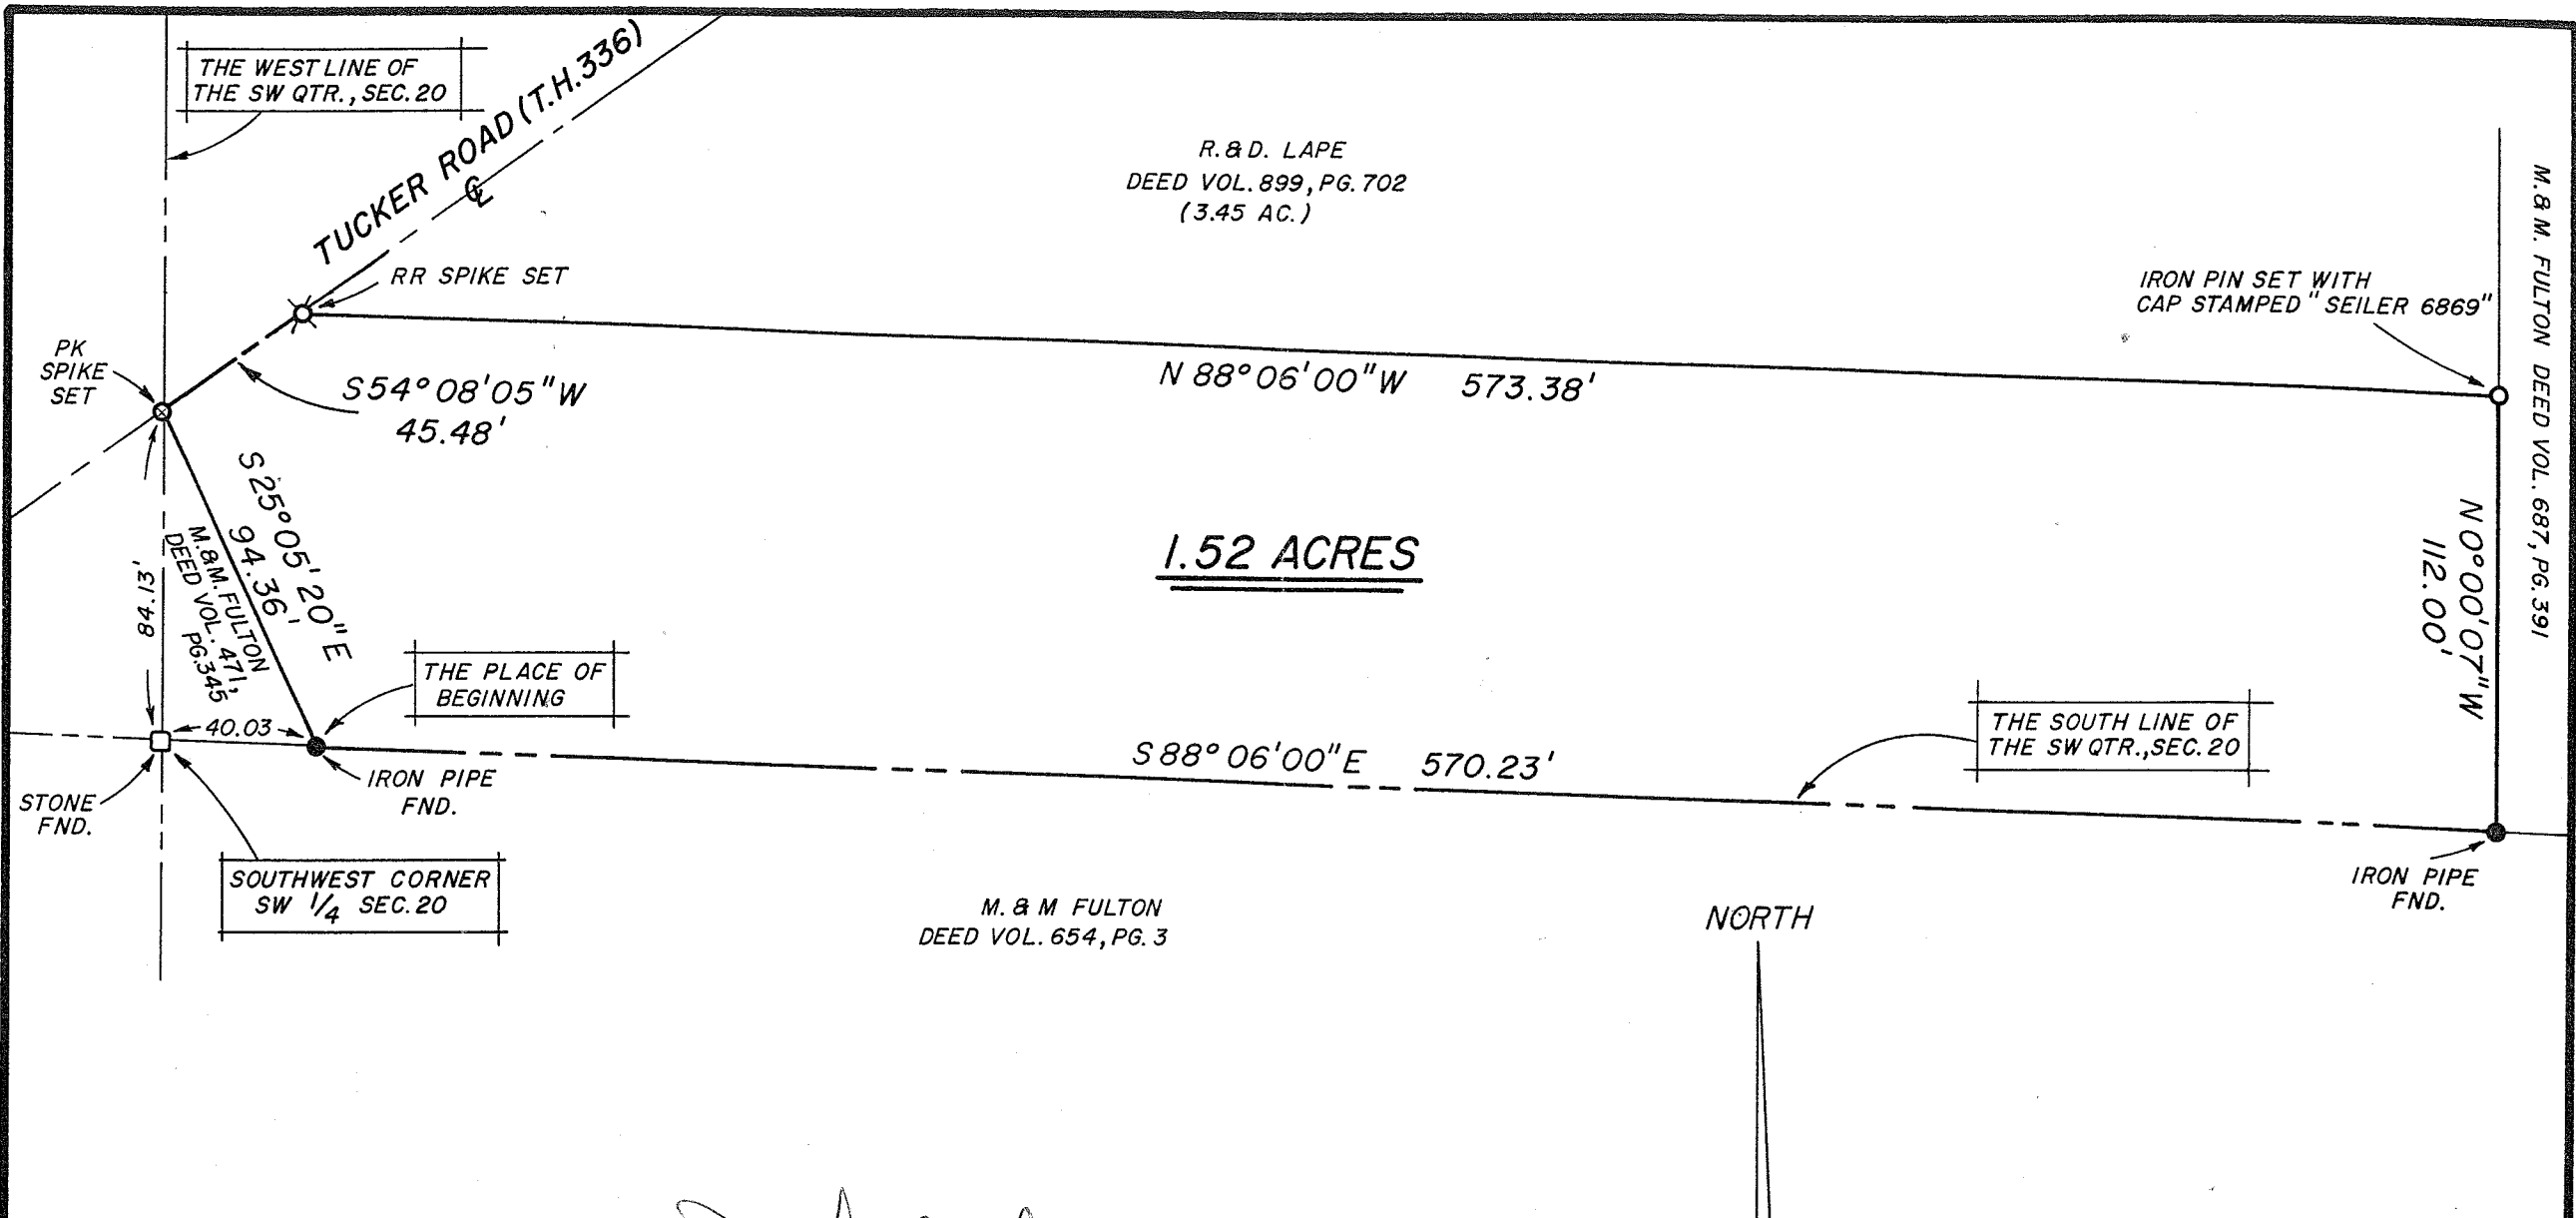 THE WEST LINE OF
THE SW QTR., SEC. 20
TUCKER ROAD (T.H.336)
℄
R. & D. LAPE
DEED VOL. 899, PG. 702
(3.45 AC.)
M. & M. FULTON DEED VOL. 687, PG. 391
RR SPIKE SET
IRON PIN SET WITH
CAP STAMPED "SEILER 6869"
PK
SPIKE
SET
S54°08'05"W
45.48'
N 88°06'00"W 573.38'
S25°05'20"E
94.36'
M. & M. FULTON
DEED VOL. 471,
PG.345
84.13'
1.52 ACRES
N0°00'07"W
112.00'
THE PLACE OF
BEGINNING
40.03
THE SOUTH LINE OF
THE SW QTR., SEC. 20
S88°06'00"E 570.23'
IRON PIPE
FND.
STONE
FND.
SOUTHWEST CORNER
SW 1/4 SEC. 20
IRON PIPE
FND.
M. & M FULTON
DEED VOL. 654, PG. 3
NORTH